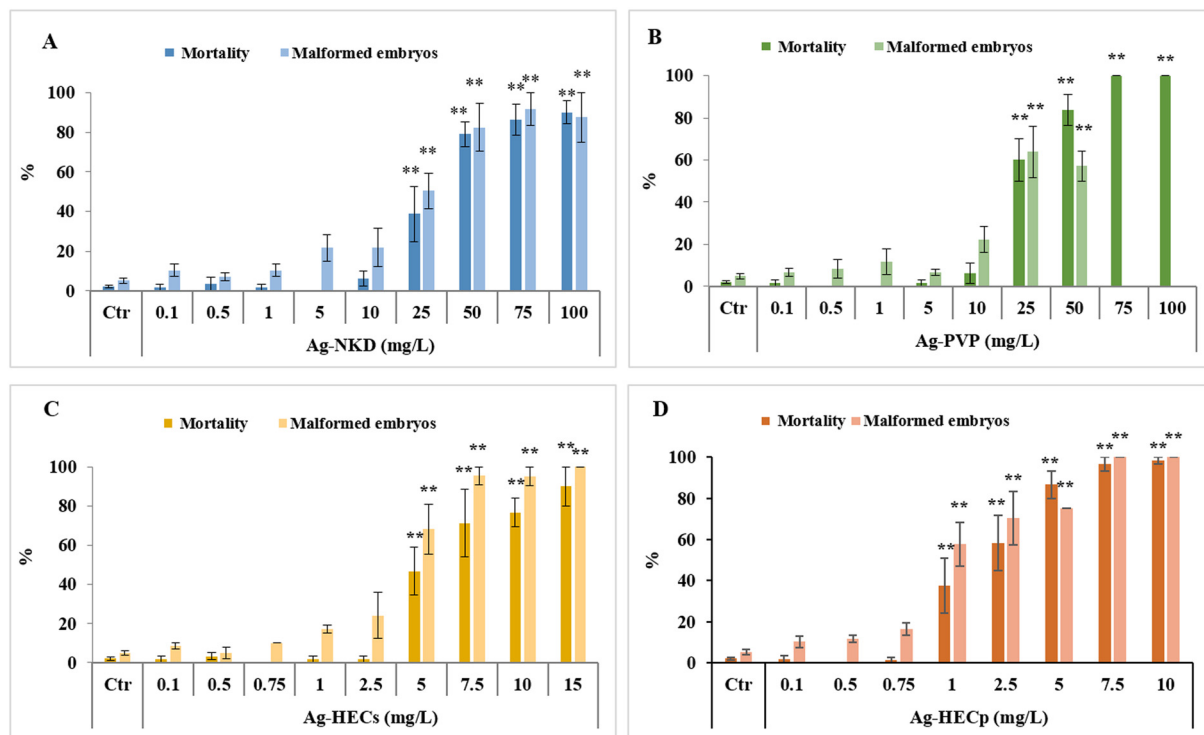 A
Mortality Malformed embryos
** ** ** ** ** ** ** **
100
80
60
40
20
0
%
Ctr 0.1 0.5 1 5 10 25 50 75 100
Ag-NKD (mg/L)
B
Mortality Malformed embryos
** ** ** ** ** **
100
80
60
40
20
0
%
Ctr 0.1 0.5 1 5 10 25 50 75 100
Ag-PVP (mg/L)
C
Mortality Malformed embryos
** ** ** ** ** ** ** **
100
80
60
40
20
0
%
Ctr 0.1 0.5 0.75 1 2.5 5 7.5 10 15
Ag-HECs (mg/L)
D
Mortality Malformed embryos
** ** ** ** ** ** ** ** ** **
100
80
60
40
20
0
%
Ctr 0.1 0.5 0.75 1 2.5 5 7.5 10
Ag-HECp (mg/L)